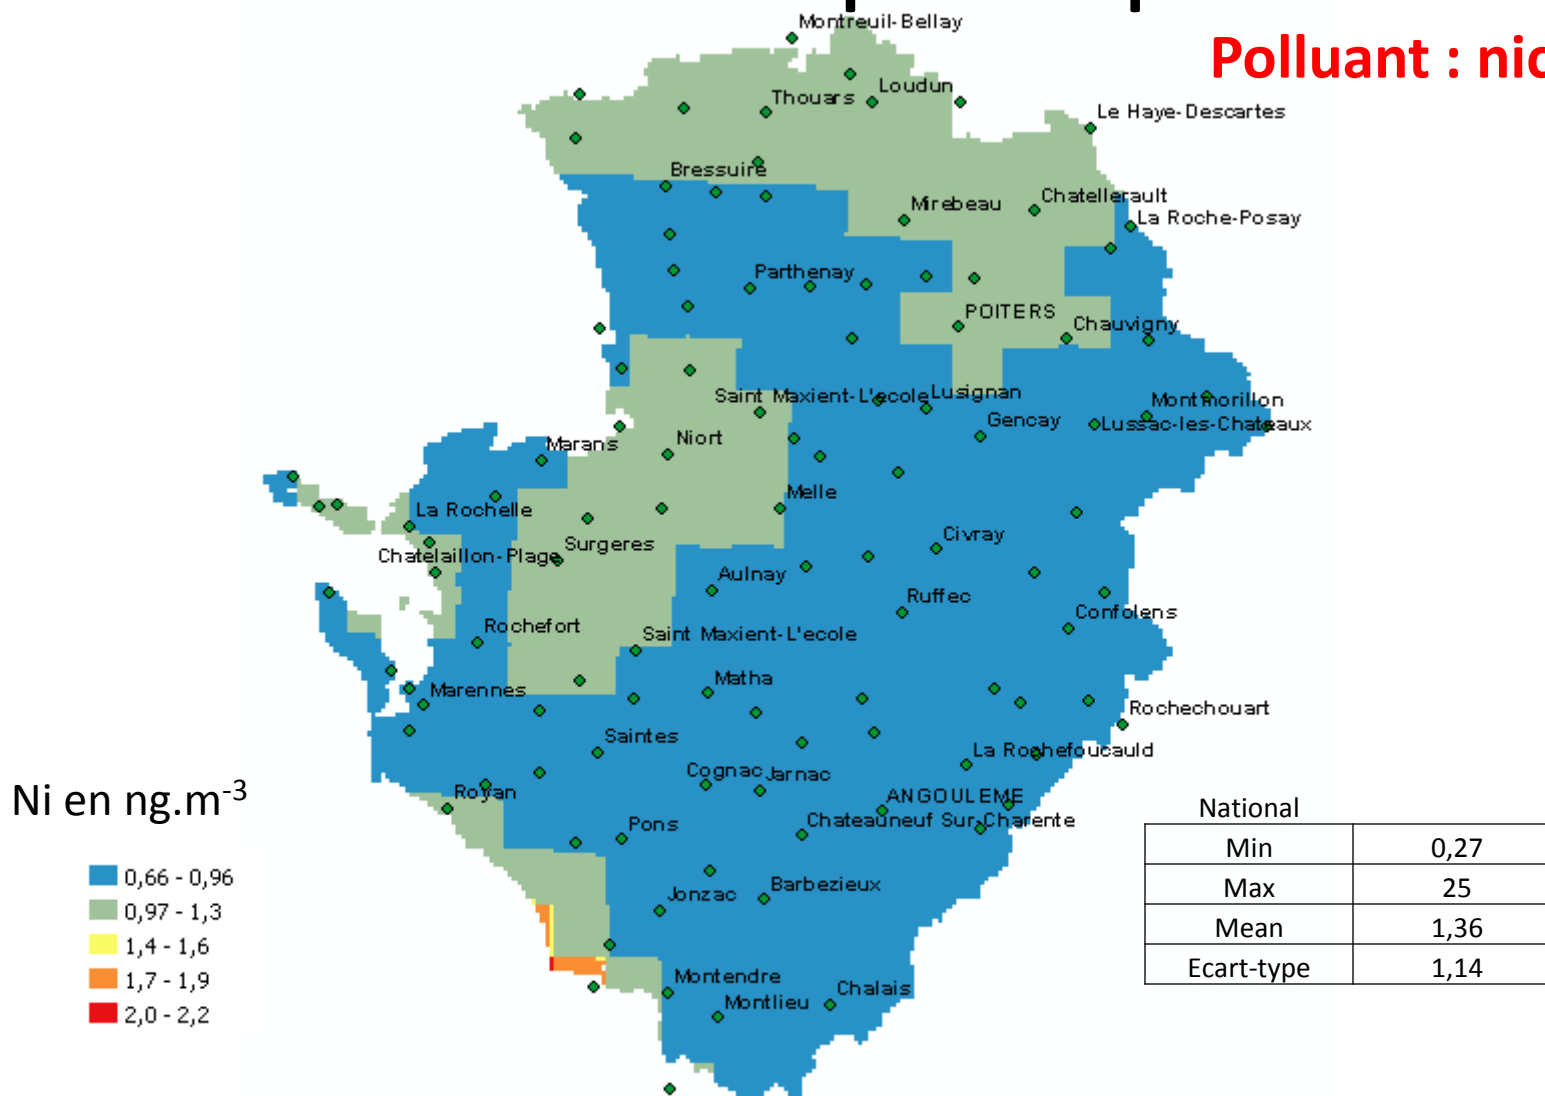 Polluant : nic
Montreuil-Bellay
Loudun
Thouars
Le Haye-Descartes
Bressuire
Chatellerault
Mirebeau
La Roche-Posay
Parthenay
POITERS
Chauvigny
Saint Maxient-L'ecole
Lusignan
Montmorillon
Gencay
Lussac-les-Chateaux
Niort
Marans
Melle
La Rochelle
Civray
Surgeres
Chatelaillon-Plage
Aulnay
Ruffec
Confolens
Rochefort
Saint Maxient-L'ecole
Matha
Marennes
Rochechouart
Saintes
La Rochefoucauld
Cognac
Jarnac
Royan
ANGOULEME
Chateauneuf Sur-Charente
Pons
Barbezieux
Jonzac
Montendre
Chalais
Montlieu
Ni en ng.m-3
0,66 - 0,96
0,97 - 1,3
1,4 - 1,6
1,7 - 1,9
2,0 - 2,2
National
Min 0,27
Max 25
Mean 1,36
Ecart-type 1,14